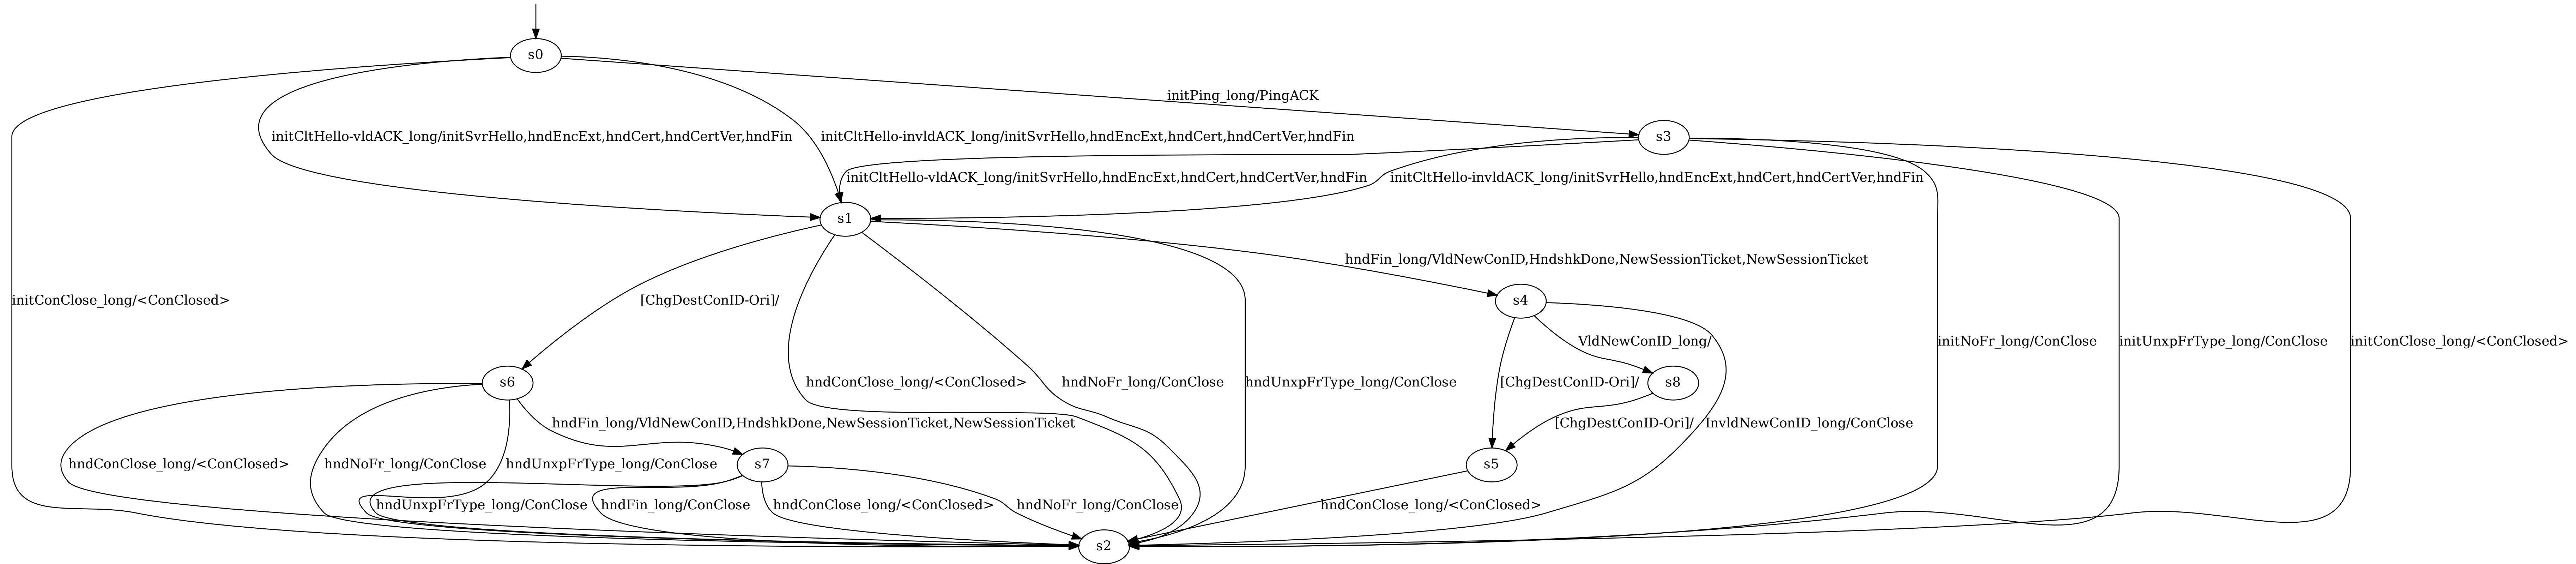 s0
initPing_long/PingACK
initCltHello-vldACK_long/initSvrHello,hndEncExt,hndCert,hndCertVer,hndFin
initCltHello-invldACK_long/initSvrHello,hndEncExt,hndCert,hndCertVer,hndFin
s3
initCltHello-vldACK_long/initSvrHello,hndEncExt,hndCert,hndCertVer,hndFin
initCltHello-invldACK_long/initSvrHello,hndEncExt,hndCert,hndCertVer,hndFin
s1
hndFin_long/VldNewConID,HndshkDone,NewSessionTicket,NewSessionTicket
initConClose_long/<ConClosed>
[ChgDestConID-Ori]/
s4
VldNewConID_long/
initNoFr_long/ConClose
initUnxpFrType_long/ConClose
initConClose_long/<ConClosed>
s6
hndConClose_long/<ConClosed>
hndNoFr_long/ConClose
hndUnxpFrType_long/ConClose
[ChgDestConID-Ori]/
s8
hndFin_long/VldNewConID,HndshkDone,NewSessionTicket,NewSessionTicket
[ChgDestConID-Ori]/
InvldNewConID_long/ConClose
hndConClose_long/<ConClosed>
hndNoFr_long/ConClose
hndUnxpFrType_long/ConClose
s7
s5
hndUnxpFrType_long/ConClose
hndFin_long/ConClose
hndConClose_long/<ConClosed>
hndNoFr_long/ConClose
hndConClose_long/<ConClosed>
s2